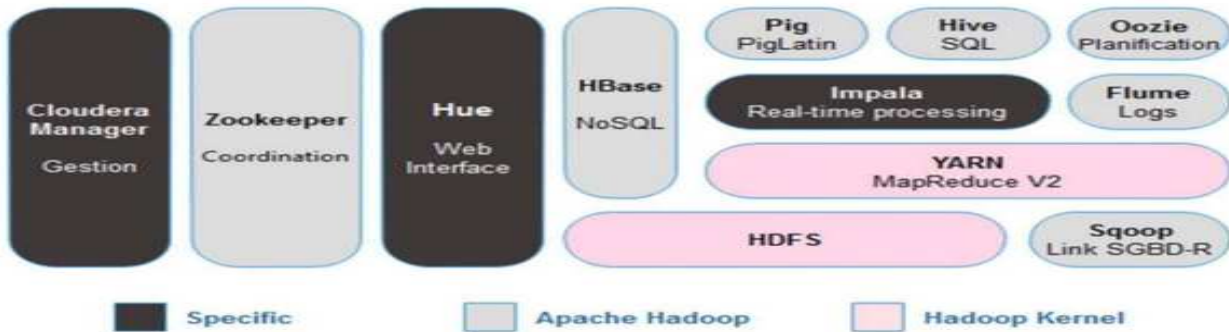 Cloudera
Manager
Gestion
Zookeeper
Coordination
Hue
Web
Interface
HBase
NoSQL
Pig
PigLatin
Hive
SQL
Oozie
Planification
Impala
Real-time processing
Flume
Logs
YARN
MapReduce V2
HDFS
Sqoop
Link SGBD-R
Specific
Apache Hadoop
Hadoop Kernel